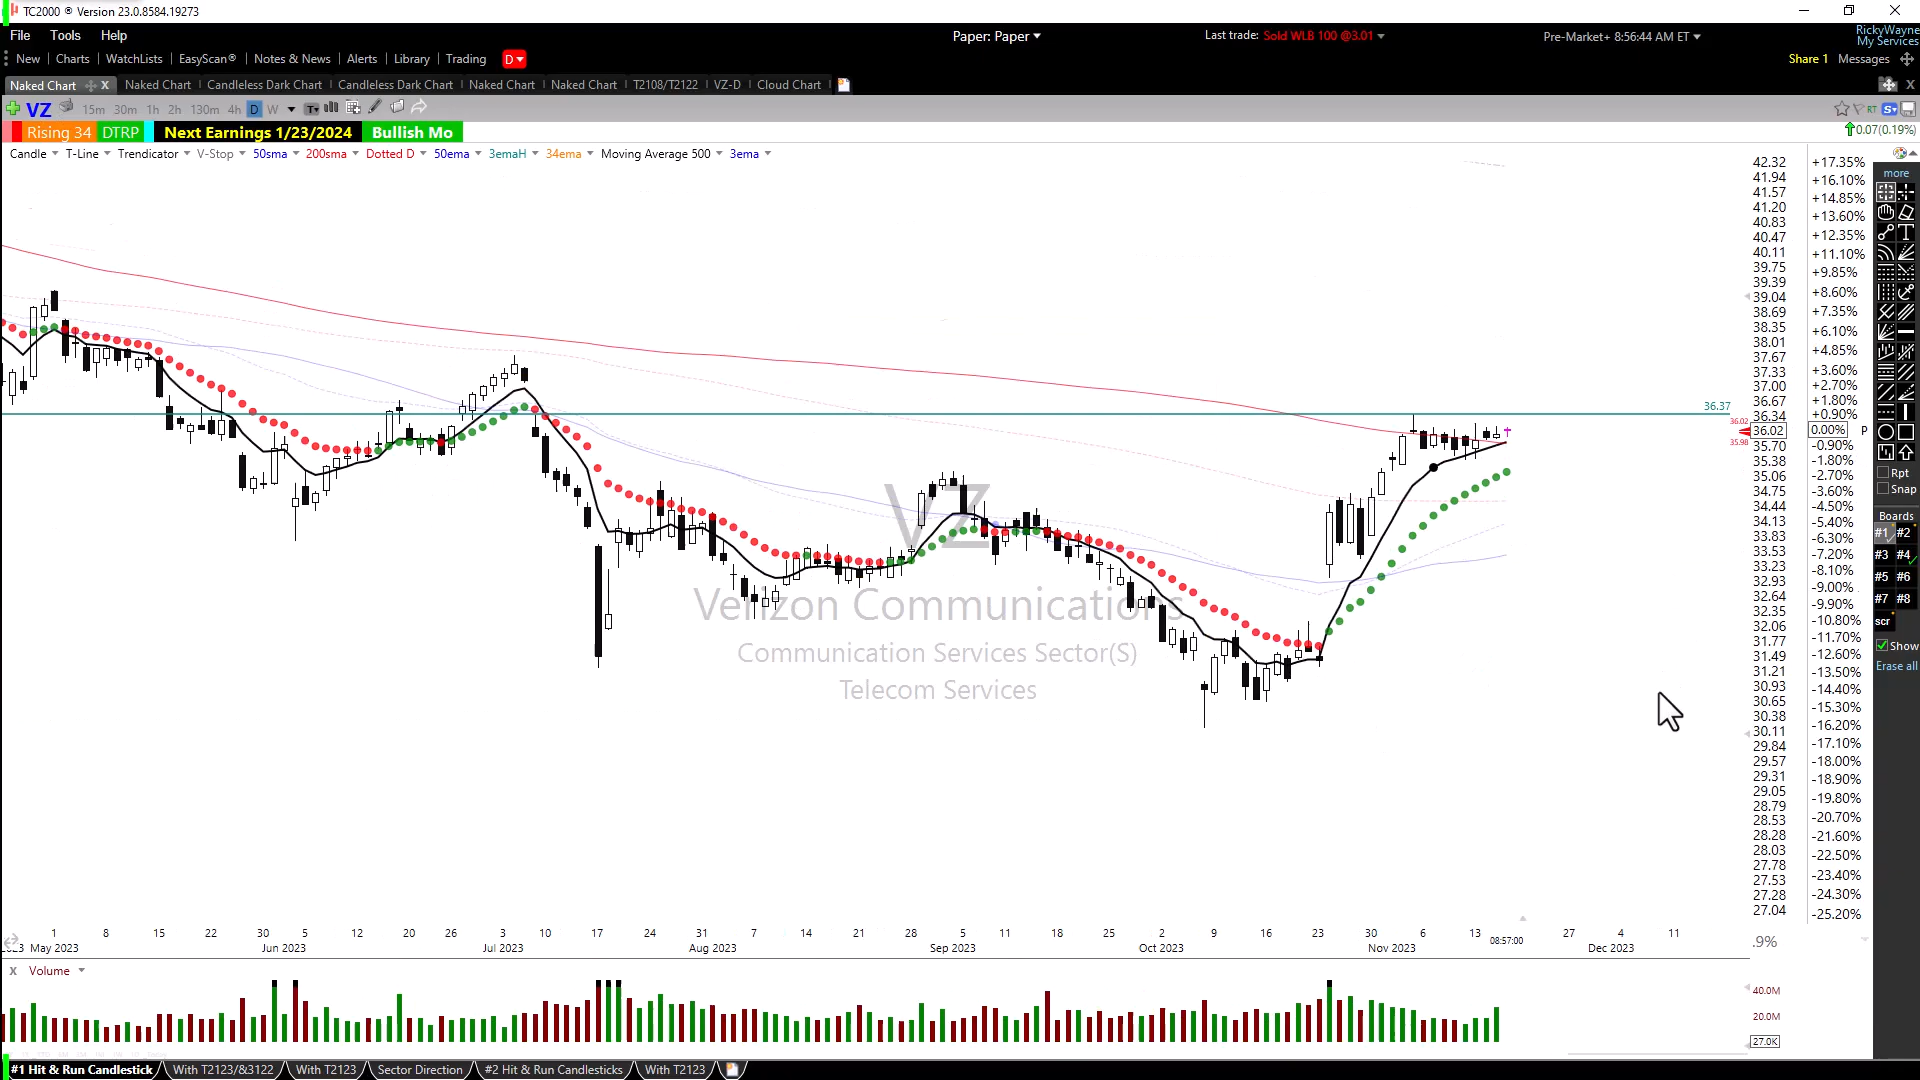 TC2000 ® Version 23.0.8584.19273
File Tools Help
Paper: Paper
Last trade: Sold WLB 100 @3.01
Pre-Market+ 8:56:44 AM ET
RickyWayne
My Services
New Charts WatchLists EasyScan® Notes & News Alerts Library Trading D
Share 1 Messages
Naked Chart X Naked Chart Candleless Dark Chart Candleless Dark Chart Naked Chart Naked Chart T2108/T2122 VZ-D Cloud Chart
VZ 15m 30m 1h 2h 130m 4h D W
RT
Rising 34 DTRP Next Earnings 1/23/2024 Bullish Mo
0.07(0.19%)
Candle T-Line Trendicator V-Stop 50sma 200sma Dotted D 50ema 3emaH 34ema Moving Average 500 3ema
42.32 +17.35%
41.94 +16.10%
41.57 +14.85%
41.20 +13.60%
40.83 +12.35%
40.47 +11.10%
40.11 +9.85%
39.75 +8.60%
39.39 +7.35%
39.04 +6.10%
38.69 +4.85%
38.35 +3.60%
38.01 +2.70%
37.67 +1.80%
37.33 +0.90%
37.00 0.00% P
36.67 -0.90%
36.34 -1.80%
36.02 -2.70%
35.70 -3.60%
35.38 -4.50%
35.06 -5.40%
34.75 -6.30%
34.44 -7.20%
34.13 -8.10%
33.83 -9.00%
33.53 -9.90%
33.23 -10.80%
32.93 -11.70%
32.64 -12.60%
32.35 -13.50%
32.06 -14.40%
31.77 -15.30%
31.49 -16.20%
31.21 -17.10%
30.93 -18.00%
30.65 -18.90%
30.38 -19.80%
30.11 -20.70%
29.84 -21.60%
29.57 -22.50%
29.31 -23.40%
29.05 -24.30%
28.79 -25.20%
28.53
28.28
28.03
27.78
27.53
27.28
27.04
36.37
36.02
35.98
VZ
Verizon Communications
Communication Services Sector(S)
Telecom Services
more
Rpt
Snap
Boards
#1 #2
#3 #4
#5 #6
#7 #8
scr
Show
Erase all
1 8 15 22 30 5 12 20 26 3 10 17 24 31 7 14 21 28 5 11 18 25 2 9 16 23 30 6 13 08:57:00 27 4 11
May 2023 Jun 2023 Jul 2023 Aug 2023 Sep 2023 Oct 2023 Nov 2023 Dec 2023
.9%
X Volume
40.0M
20.0M
27.0K
#1 Hit & Run Candlestick With T2123/&3122 With T2123 Sector Direction #2 Hit & Run Candlesticks With T2123